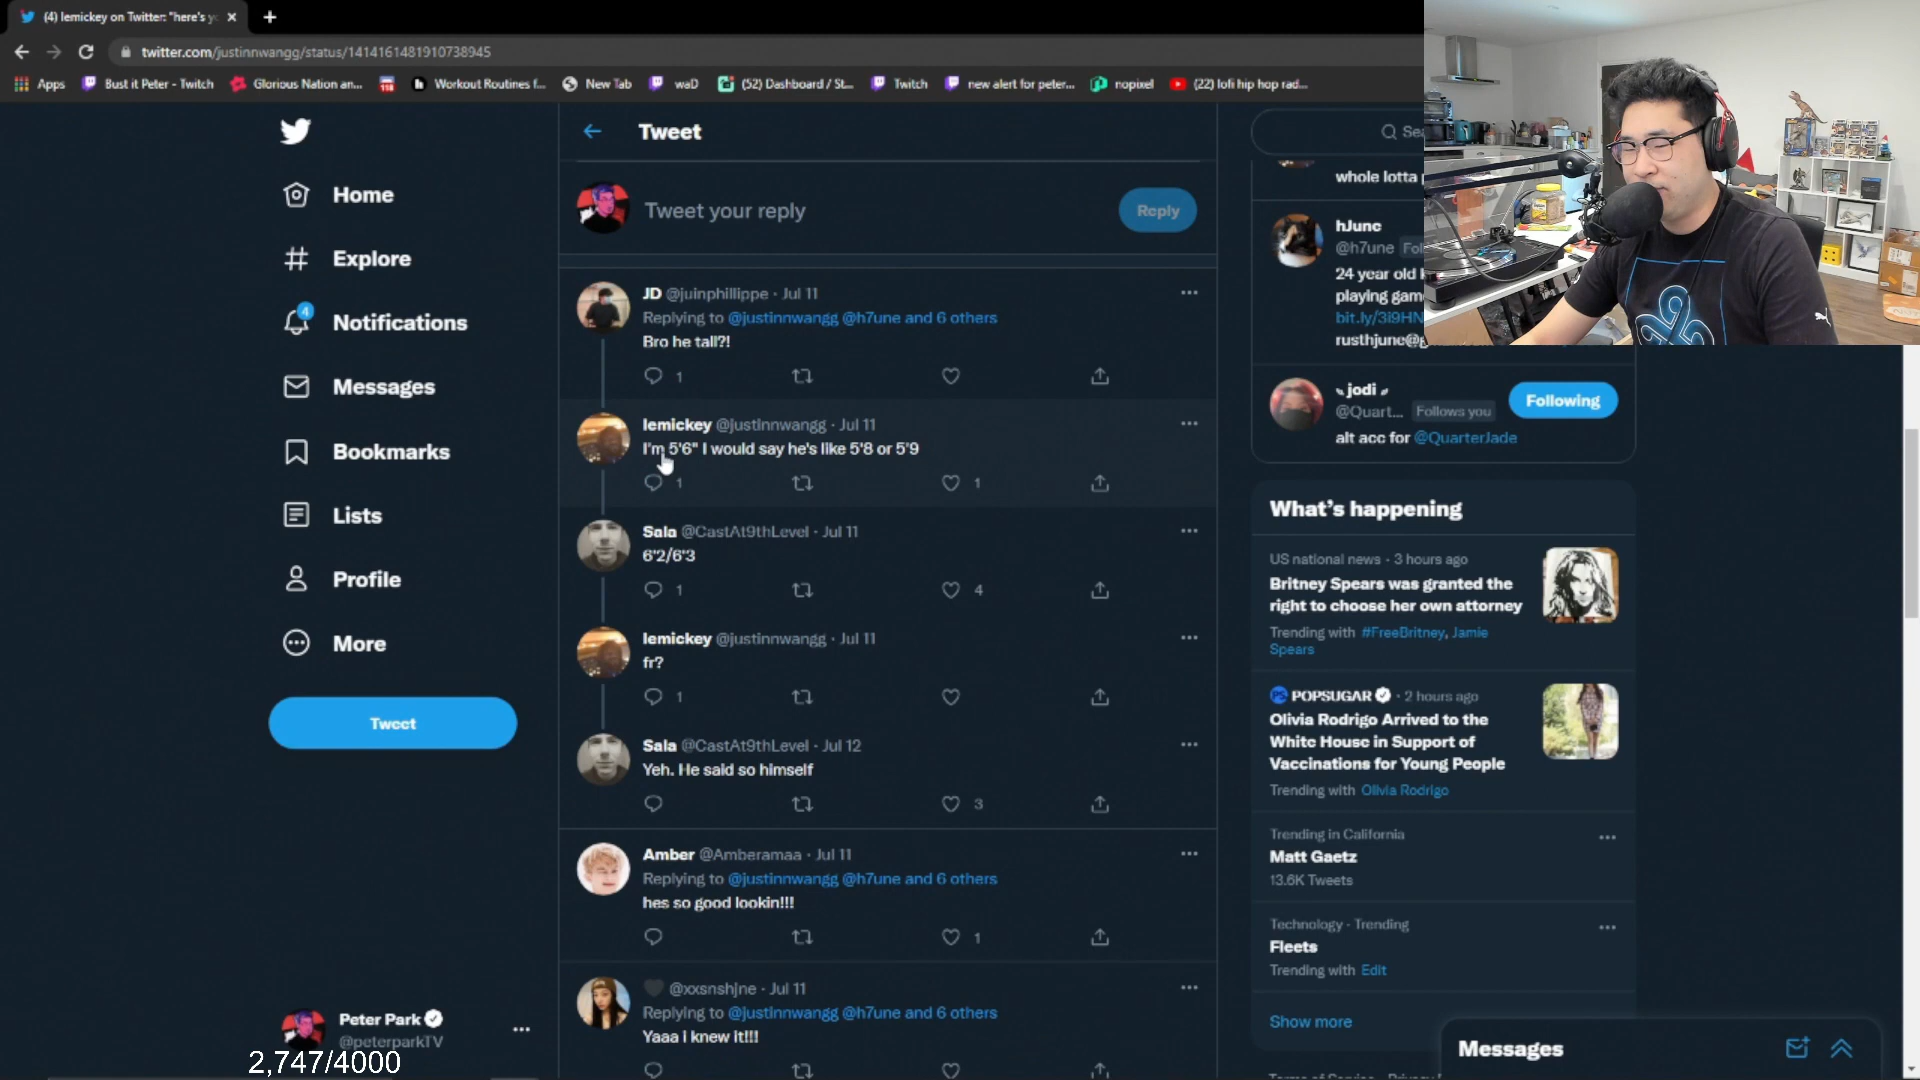 (4) lemickey on Twitter: "here's y
twitter.com/justinnwangg/status/1414161481910738945
Apps
Bust it Peter - Twitch
Glorious Nation an...
Workout Routines f...
New Tab
waD
(52) Dashboard / St...
Twitch
new alert for peter...
nopixel
(22) lofi hip hop rad...
Home
Explore
4
Notifications
Messages
Bookmarks
Lists
Profile
More
Tweet
Peter Park
@peterparkTV
2,747/4000
Tweet
Tweet your reply
Reply
JD @juinphillippe · Jul 11
Replying to @justinnwangg @h7une and 6 others
Bro he tall?!
1
lemickey @justinnwangg · Jul 11
I'm 5'6" I would say he's like 5'8 or 5'9
1
1
Sala @CastAt9thLevel · Jul 11
6'2/6'3
1
4
lemickey @justinnwangg · Jul 11
fr?
1
Sala @CastAt9thLevel · Jul 12
Yeh. He said so himself
3
Amber @Amberamaa · Jul 11
Replying to @justinnwangg @h7une and 6 others
hes so good lookin!!!
1
@xxsnshjne · Jul 11
Replying to @justinnwangg @h7une and 6 others
Yaaa I knew it!!!
Sea
whole lotta
hJune
@h7une
24 year old
playing gam
bit.ly/3i9HN
rusthjune@g
jodi
@Quart... Follows you
Following
alt acc for @QuarterJade
What's happening
US national news · 3 hours ago
Britney Spears was granted the
right to choose her own attorney
Trending with #FreeBritney, Jamie
Spears
POPSUGAR · 2 hours ago
Olivia Rodrigo Arrived to the
White House in Support of
Vaccinations for Young People
Trending with Olivia Rodrigo
Trending in California
Matt Gaetz
13.6K Tweets
Technology · Trending
Fleets
Trending with Edit
Show more
Messages